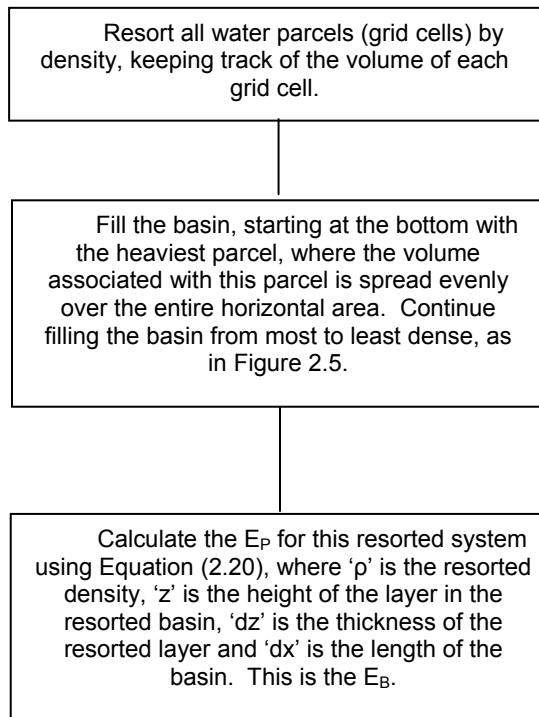 Resort all water parcels (grid cells) by
density, keeping track of the volume of each
grid cell.
Fill the basin, starting at the bottom with
the heaviest parcel, where the volume
associated with this parcel is spread evenly
over the entire horizontal area. Continue
filling the basin from most to least dense, as
in Figure 2.5.
Calculate the E_P for this resorted system
using Equation (2.20), where ‘ρ’ is the resorted
density, ‘z’ is the height of the layer in the
resorted basin, ‘dz’ is the thickness of the
resorted layer and ‘dx’ is the length of the
basin. This is the E_B.